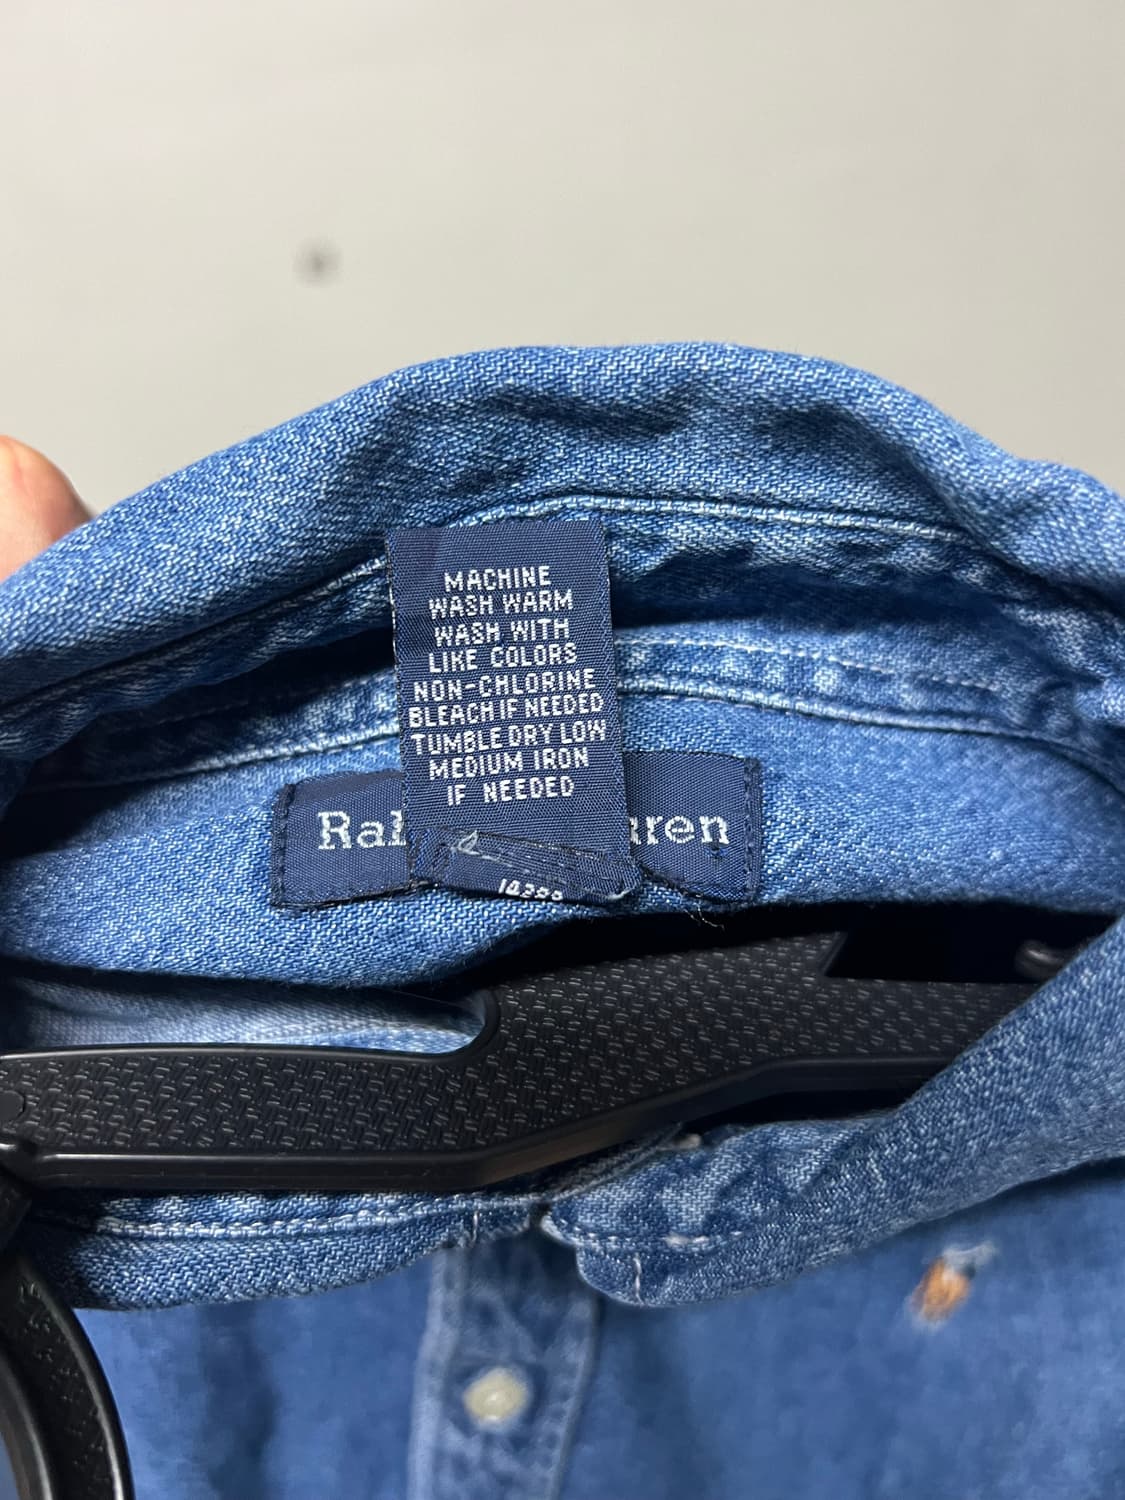 MACHINE
WASH WARM
WASH WITH
LIKE COLORS
NON-CHLORINE
BLEACH IF NEEDED
TUMBLE DRY LOW
MEDIUM IRON
IF NEEDED